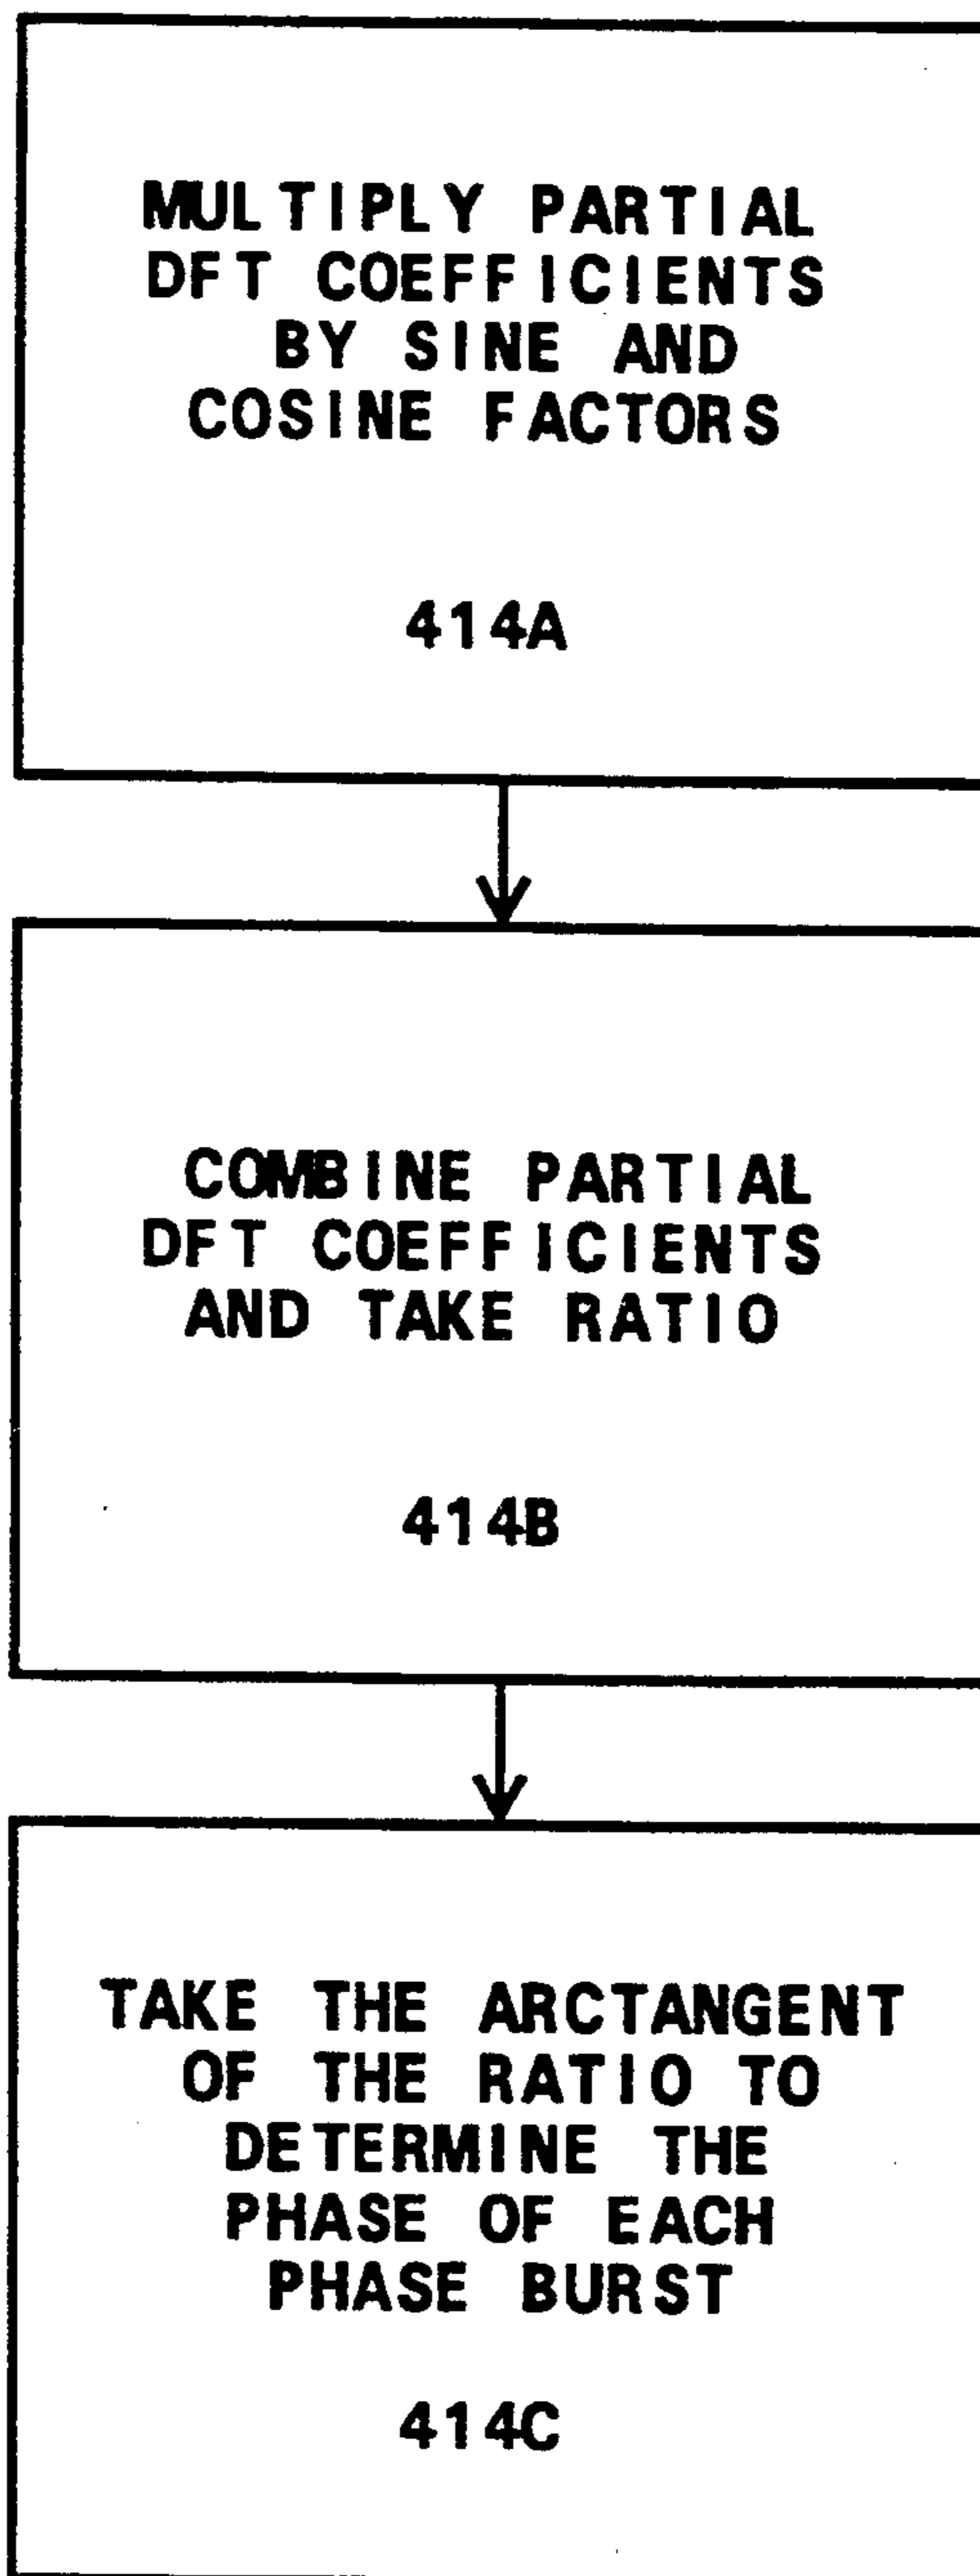 MULTIPLY PARTIAL
DFT COEFFICIENTS
BY SINE AND
COSINE FACTORS
414A
COMBINE PARTIAL
DFT COEFFICIENTS
AND TAKE RATIO
414B
TAKE THE ARCTANGENT
OF THE RATIO TO
DETERMINE THE
PHASE OF EACH
PHASE BURST
414C